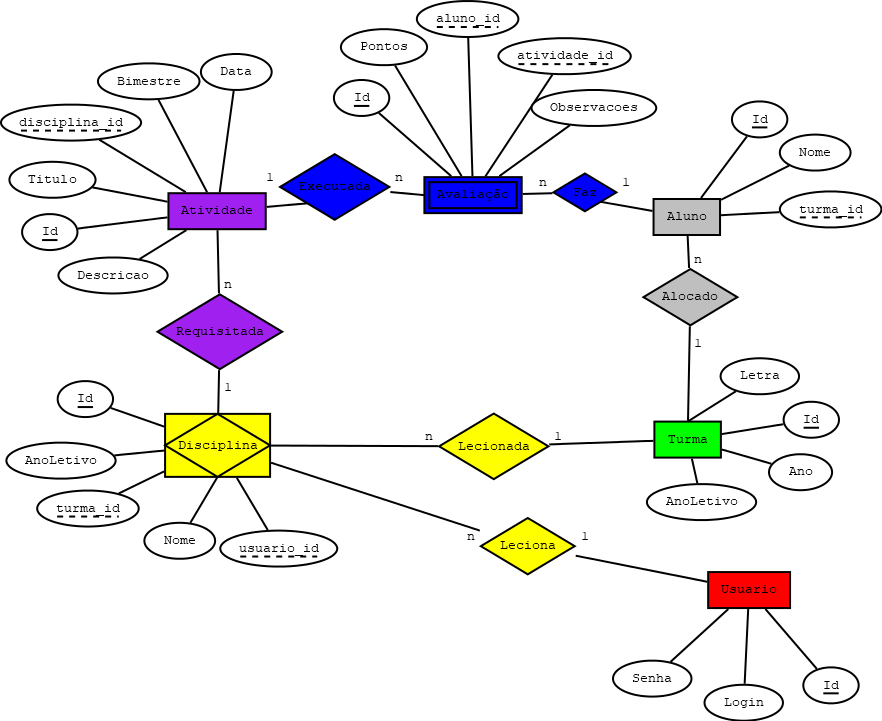 aluno_id
Pontos
atividade_id
Data
Bimestre
Id
Observacoes
disciplina_id
Id
Nome
Titulo
1
n
Executada
Avaliação
n
Faz
1
turma_id
Atividade
Aluno
Id
Descricao
n
n
Alocado
Requisitada
1
1
Letra
Id
Id
n
1
Turma
Disciplina
Lecionada
AnoLetivo
Ano
turma_id
AnoLetivo
Nome
usuario_id
n
1
Leciona
Usuario
Senha
Id
Login